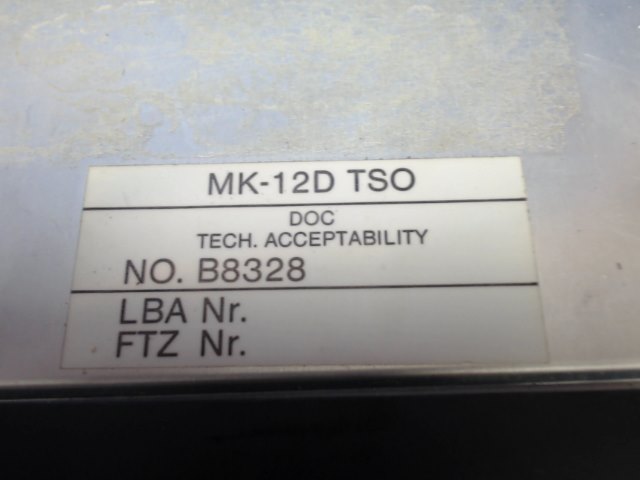 MK-12D TSO
DOC
TECH. ACCEPTABILITY
NO. B8328
LBA Nr.
FTZ Nr.